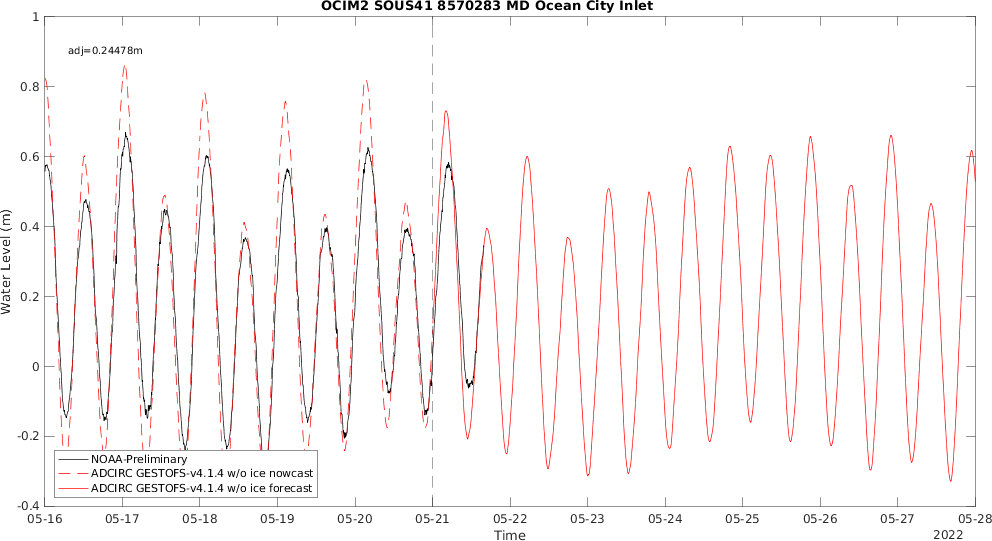 OCIM2 SOUS41 8570283 MD Ocean City Inlet
adj=0.24478m
Water Level (m)
1
0.8
0.6
0.4
0.2
0
-0.2
-0.4
NOAA-Preliminary
ADCIRC GESTOFS-v4.1.4 w/o ice nowcast
ADCIRC GESTOFS-v4.1.4 w/o ice forecast
05-16 05-17 05-18 05-19 05-20 05-21 05-22 05-23 05-24 05-25 05-26 05-27 05-28
Time
2022